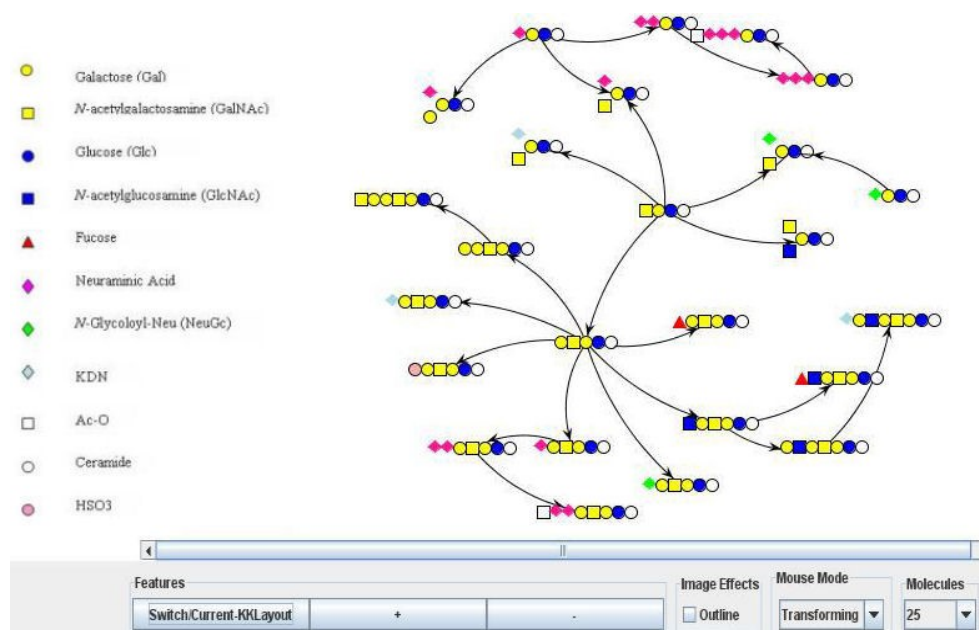 Galactose (Gal)
N-acetylgalactosamine (GalNAc)
Glucose (Glc)
N-acetylglucosamine (GlcNAc)
Fucose
Neuraminic Acid
N-Glycoloyl-Neu (NeuGc)
KDN
Ac-O
Ceramide
HSO3
Features
Image Effects
Mouse Mode
Molecules
Switch/Current-KKLayout
+
-
Outline
Transforming
25